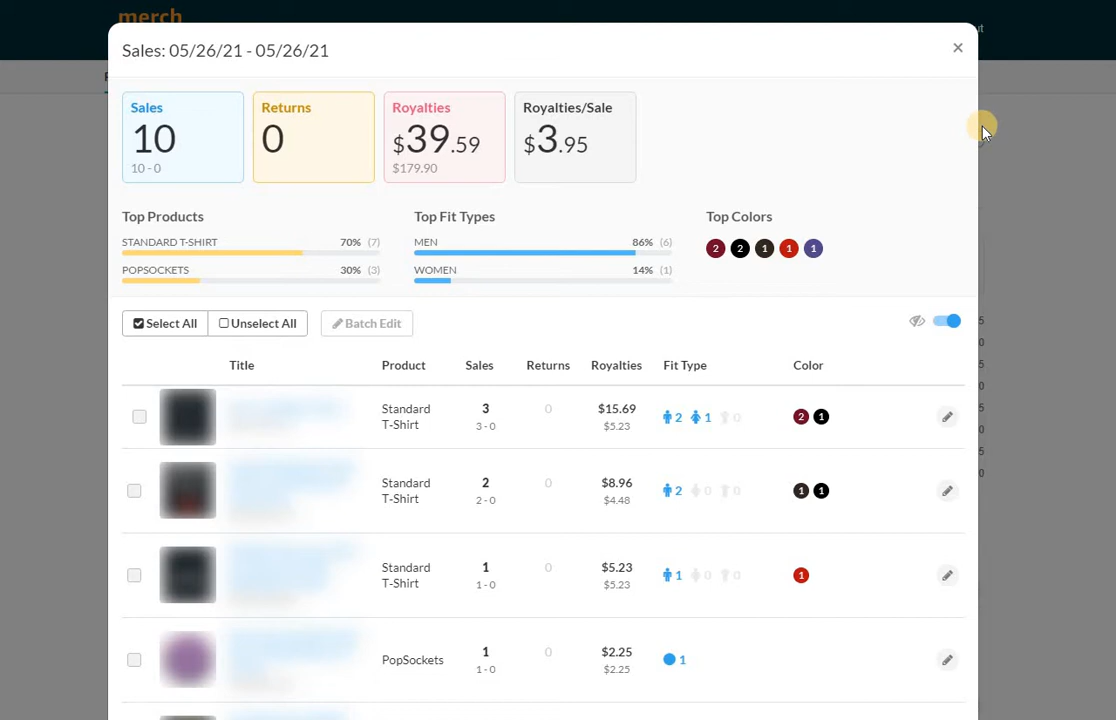 merch
Sales: 05/26/21 - 05/26/21
×
Sales
10
10 - 0
Returns
0
Royalties
$39.59
$179.90
Royalties/Sale
$3.95
Top Products
STANDARD T-SHIRT 70% (7)
POPSOCKETS 30% (3)
Top Fit Types
MEN 86% (6)
WOMEN 14% (1)
Top Colors
2 2 1 1 1
Select All Unselect All Batch Edit
Title Product Sales Returns Royalties Fit Type Color
Standard T-Shirt 3 0 $15.69 2 1 0 2 1
3 - 0 $5.23
Standard T-Shirt 2 0 $8.96 2 0 0 1 1
2 - 0 $4.48
Standard T-Shirt 1 0 $5.23 1 0 0 1
1 - 0 $5.23
PopSockets 1 0 $2.25 1
1 - 0 $2.25